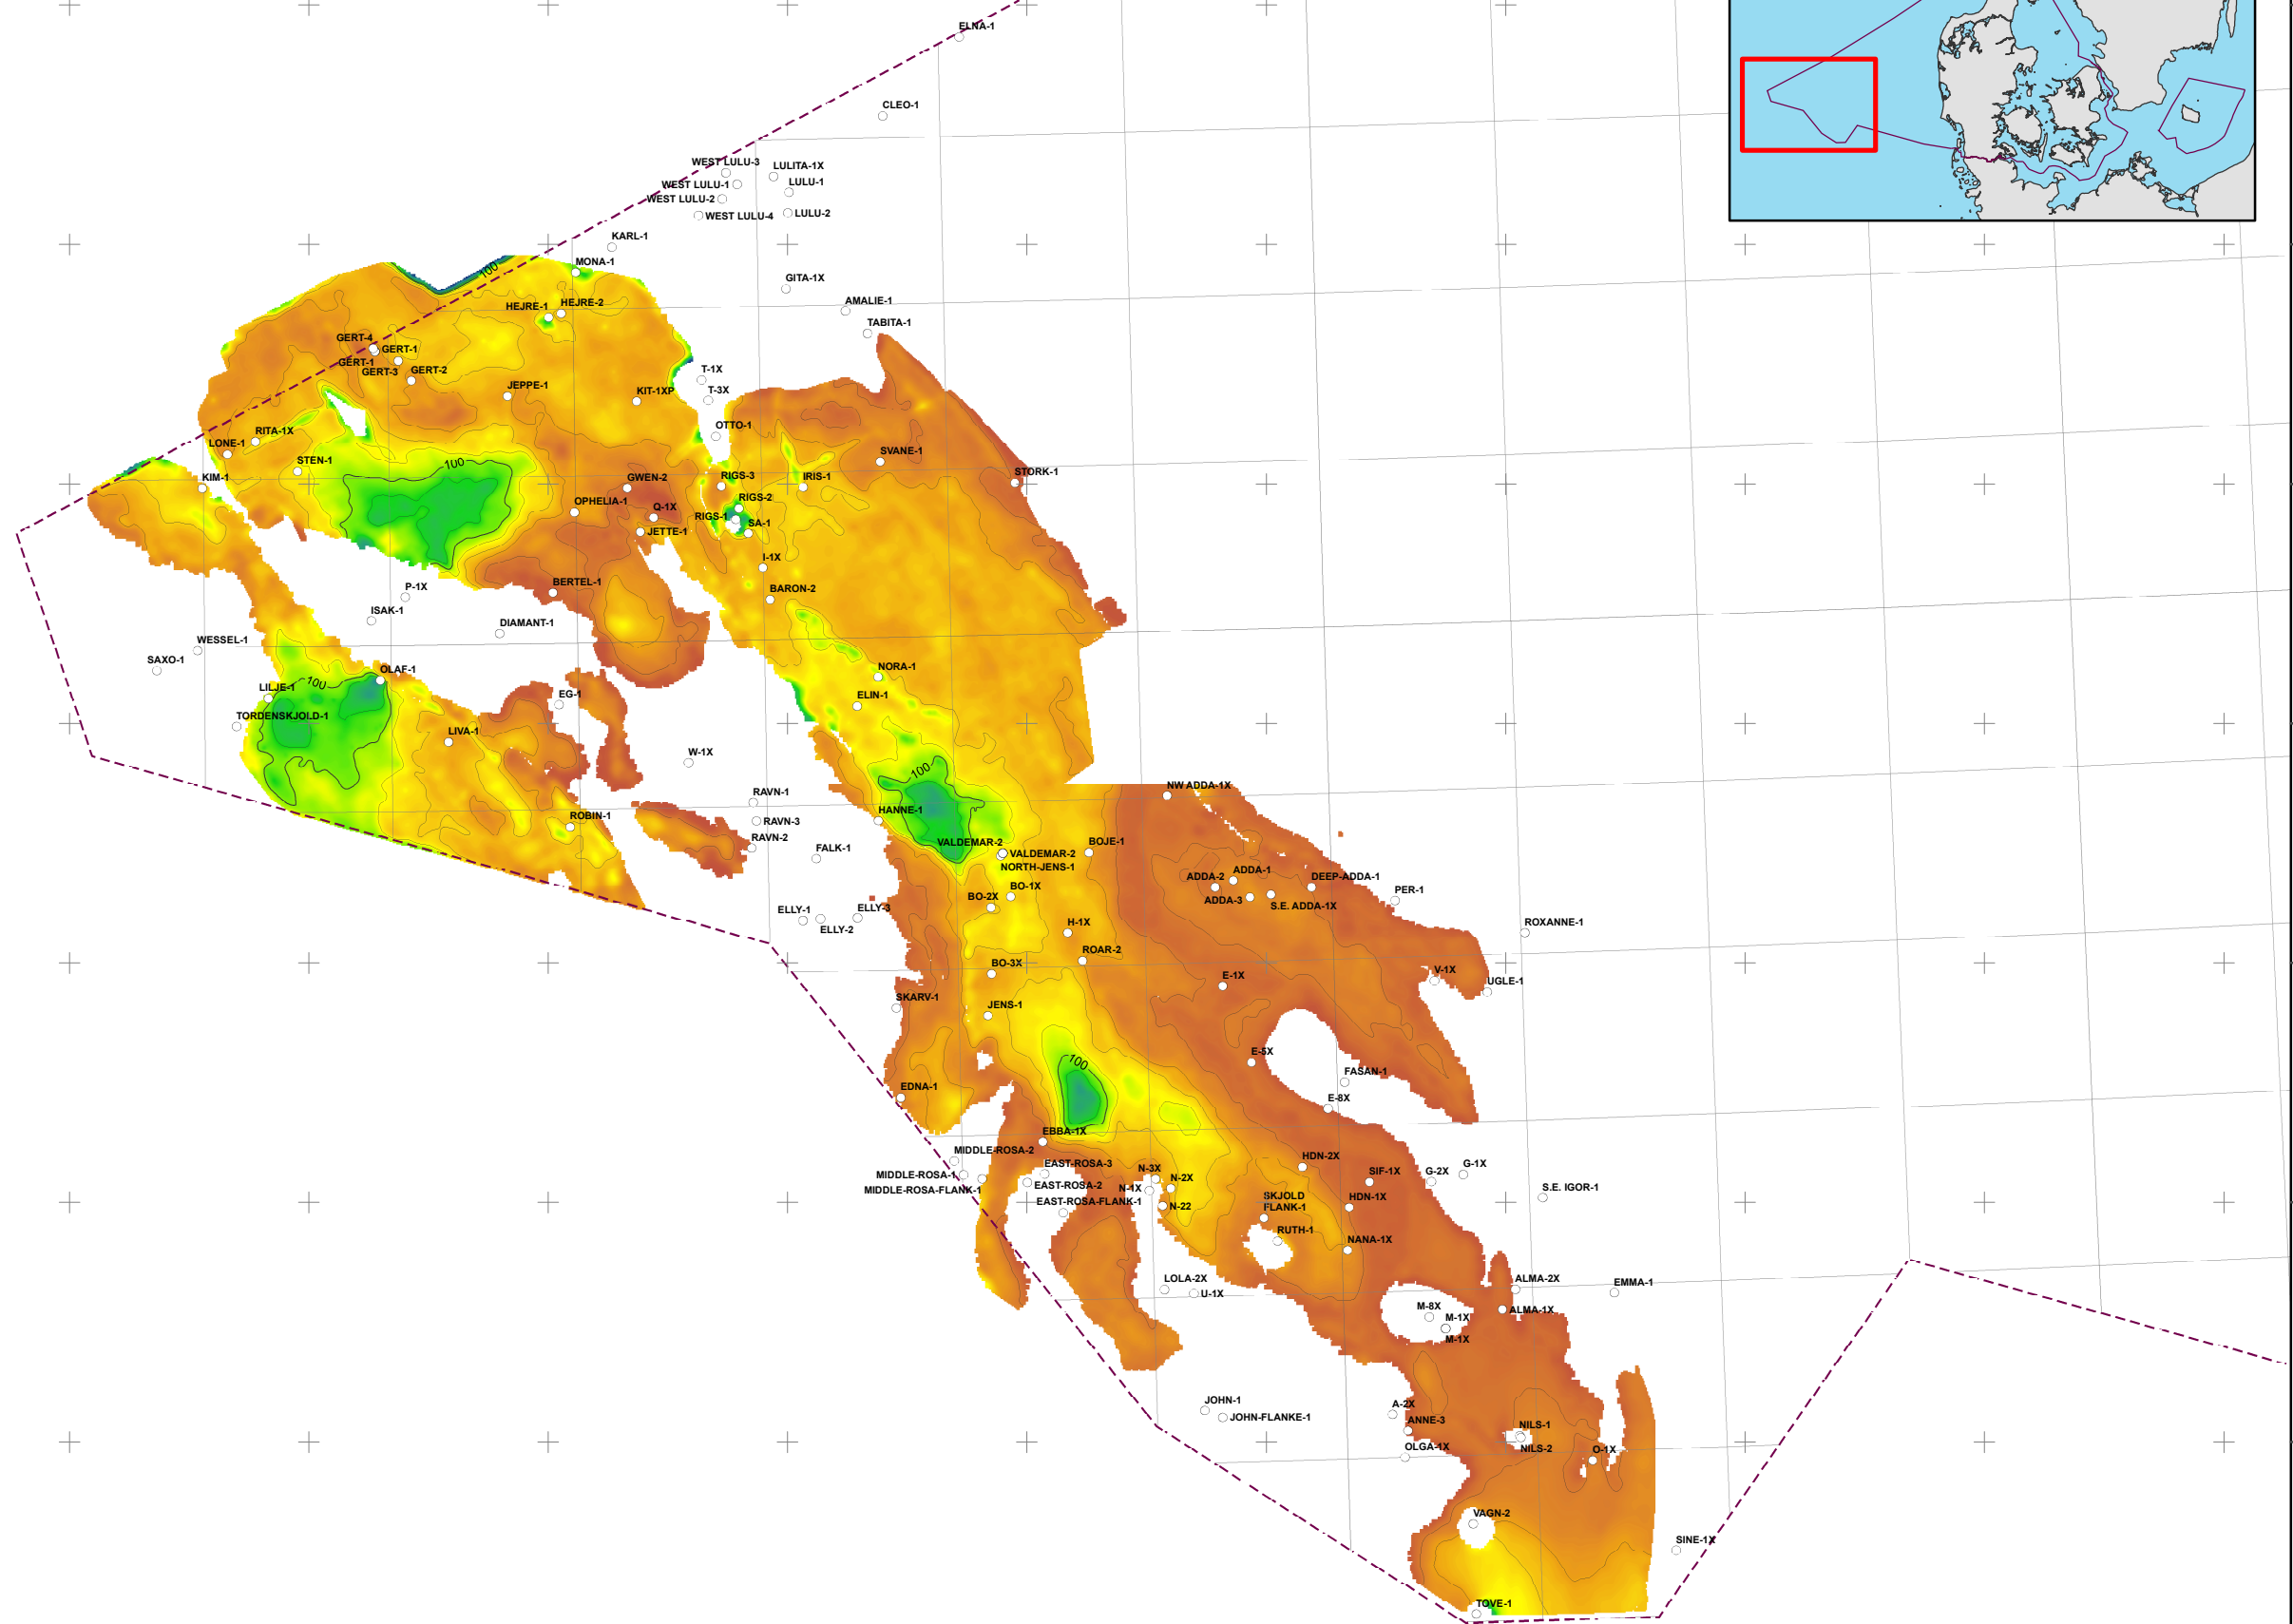 ELNA-1
CLEO-1
WEST LULU-3
LULITA-1X
WEST LULU-1
LULU-1
WEST LULU-2
WEST LULU-4
LULU-2
KARL-1
MONA-1
100
GITA-1X
AMALIE-1
HEJRE-1
HEJRE-2
TABITA-1
GERT-4
GERT-1
GERT-1
GERT-3
GERT-2
T-1X
JEPPE-1
KIT-1XP
T-3X
OTTO-1
RITA-1X
LONE-1
SVANE-1
STEN-1
100
STORK-1
KIM-1
GWEN-2
RIGS-3
IRIS-1
OPHELIA-1
Q-1X
RIGS-2
RIGS-1
SA-1
JETTE-1
I-1X
BERTEL-1
BARON-2
P-1X
ISAK-1
DIAMANT-1
WESSEL-1
SAXO-1
OLAF-1
NORA-1
LILJE-1
100
EG-1
ELIN-1
TORDENSKJOLD-1
LIVA-1
W-1X
100
NW ADDA-1X
RAVN-1
HANNE-1
ROBIN-1
RAVN-3
RAVN-2
VALDEMAR-2
BOJE-1
FALK-1
VALDEMAR-2
NORTH-JENS-1
ADDA-2
ADDA-1
DEEP-ADDA-1
BO-1X
PER-1
BO-2X
ADDA-3
S.E. ADDA-1X
ELLY-1
ELLY-3
ELLY-2
H-1X
ROXANNE-1
ROAR-2
BO-3X
E-1X
V-1X
UGLE-1
SKARV-1
JENS-1
E-5X
100
FASAN-1
EDNA-1
E-8X
EBBA-1X
MIDDLE-ROSA-2
EAST-ROSA-3
N-3X
HDN-2X
G-1X
MIDDLE-ROSA-1
N-2X
SIF-1X
G-2X
MIDDLE-ROSA-FLANK-1
EAST-ROSA-2
N-1X
S.E. IGOR-1
EAST-ROSA-FLANK-1
N-22
SKJOLD
FLANK-1
HDN-1X
RUTH-1
NANA-1X
LOLA-2X
U-1X
ALMA-2X
EMMA-1
M-8X
ALMA-1X
M-1X
M-1X
JOHN-1
JOHN-FLANKE-1
A-2X
ANNE-3
NILS-1
OLGA-1X
NILS-2
O-1X
VAGN-2
SINE-1X
TOVE-1